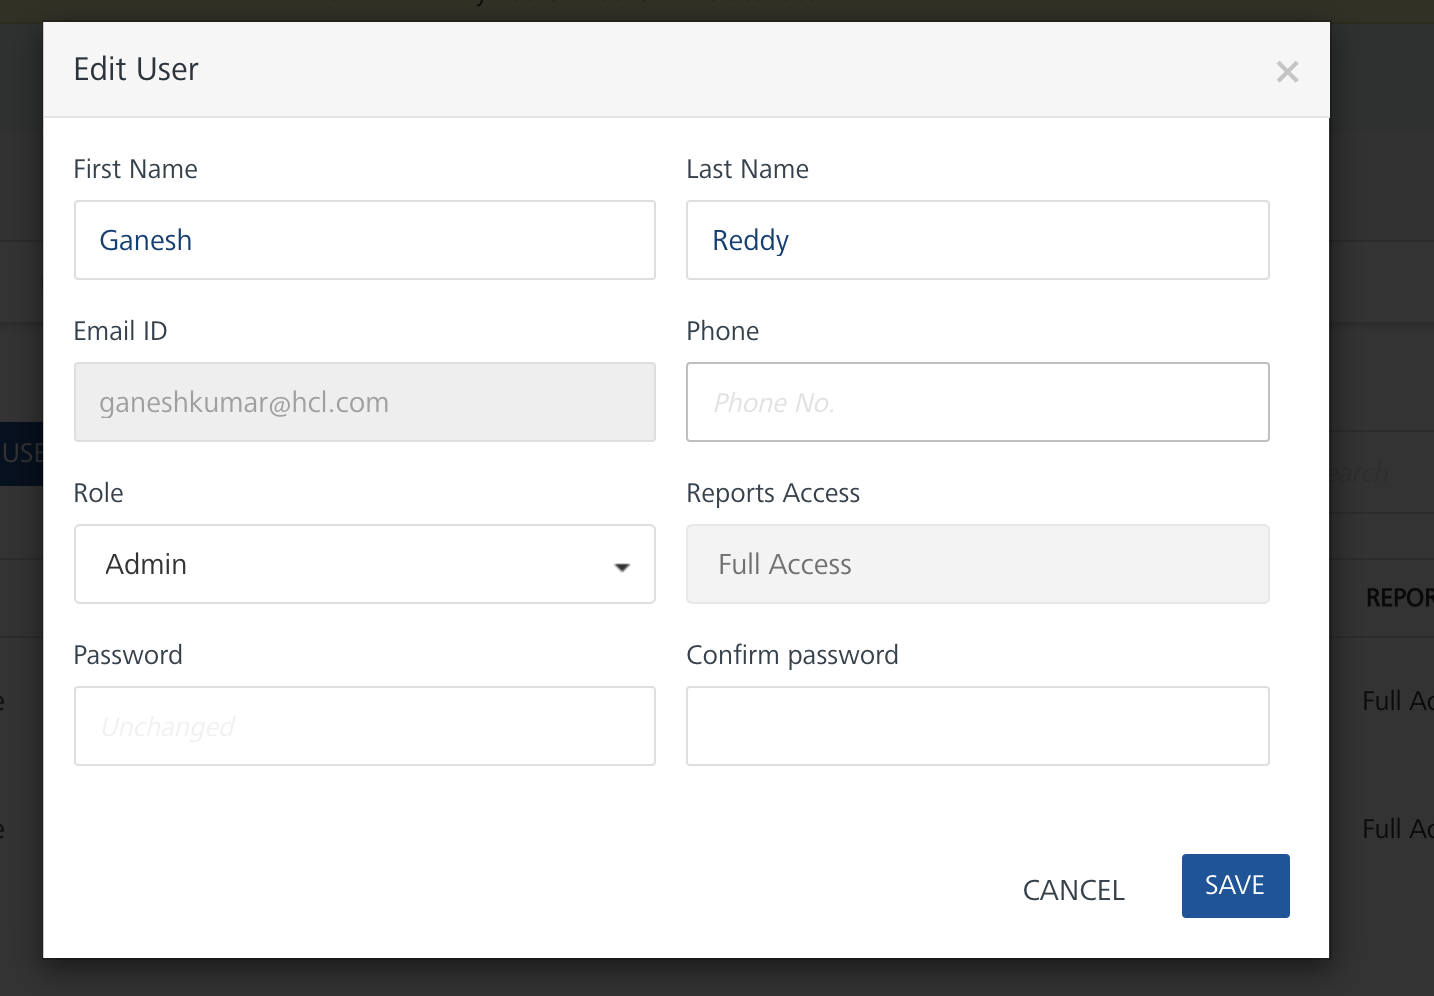 Edit User
×
First Name
Last Name
Ganesh
Reddy
Email ID
Phone
ganeshkumar@hcl.com
Phone No.
USE
earch
Role
Reports Access
Admin
Full Access
REPOR
Password
Confirm password
Unchanged
Full Ac
Full Ac
CANCEL
SAVE